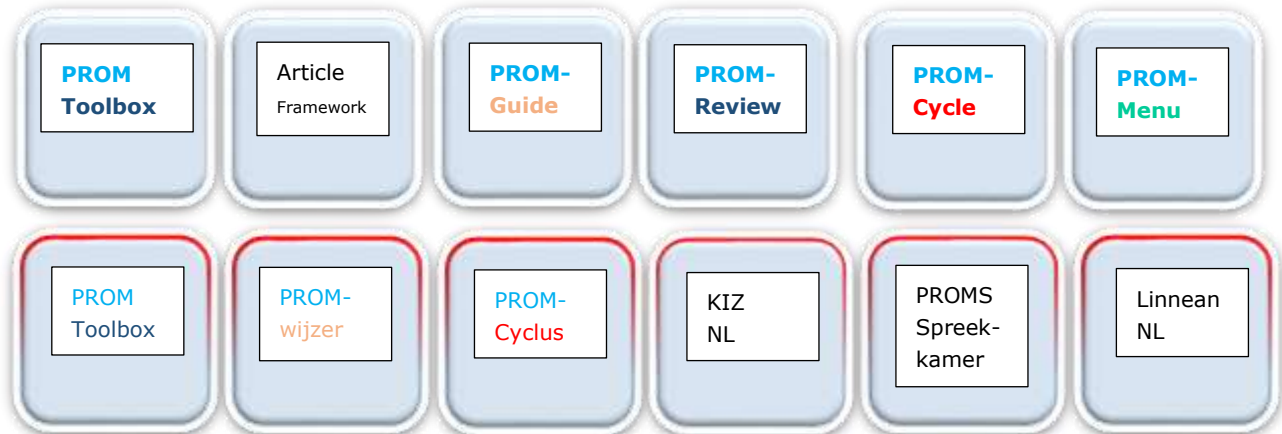 PROM
Toolbox
Article
Framework
PROM-
Guide
PROM-
Review
PROM-
Cycle
PROM-
Menu
PROM
Toolbox
PROM-
wijzer
PROM-
Cyclus
KIZ
NL
PROMS
Spreek-
kamer
Linnean
NL